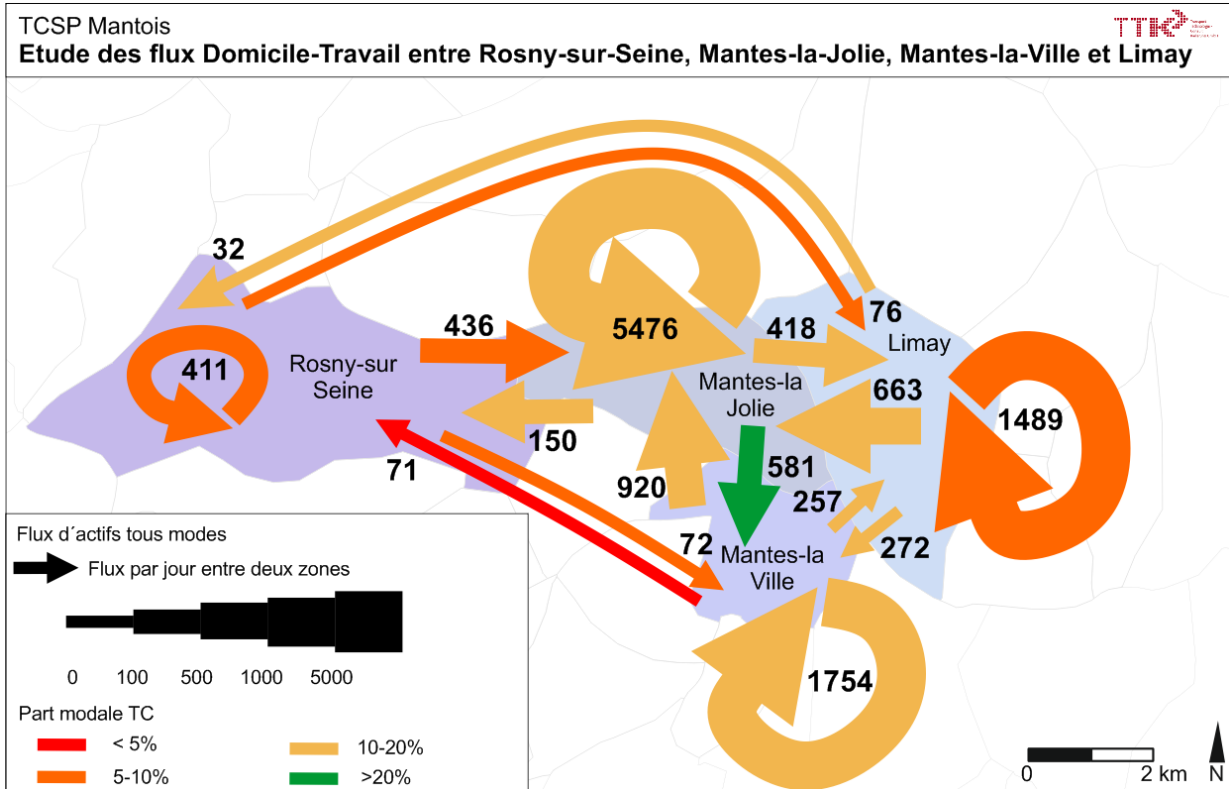 TCSP Mantois
TTK
Etude des flux Domicile-Travail entre Rosny-sur-Seine, Mantes-la-Jolie, Mantes-la-Ville et Limay
32
76
5476
418
436
Limay
411
Rosny-sur
Seine
Mantes-la
Jolie
663
1489
150
71
920
581
257
72
272
Mantes-la
Ville
1754
Flux d´actifs tous modes
Flux par jour entre deux zones
0 100 500 1000 5000
Part modale TC
< 5%
10-20%
5-10%
>20%
0 2 km
N